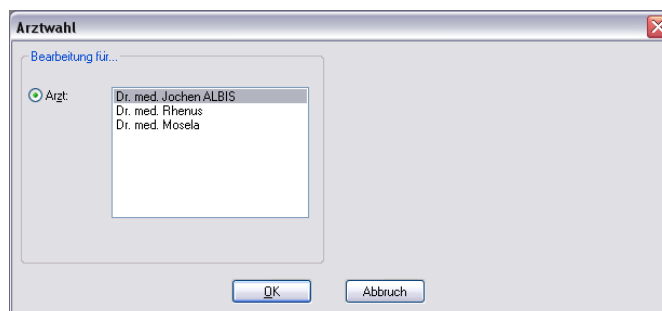 Arztwahl
Bearbeitung für...
Arzt:
Dr. med. Jochen ALBIS
Dr. med. Rhenus
Dr. med. Mosela
OK
Abbruch